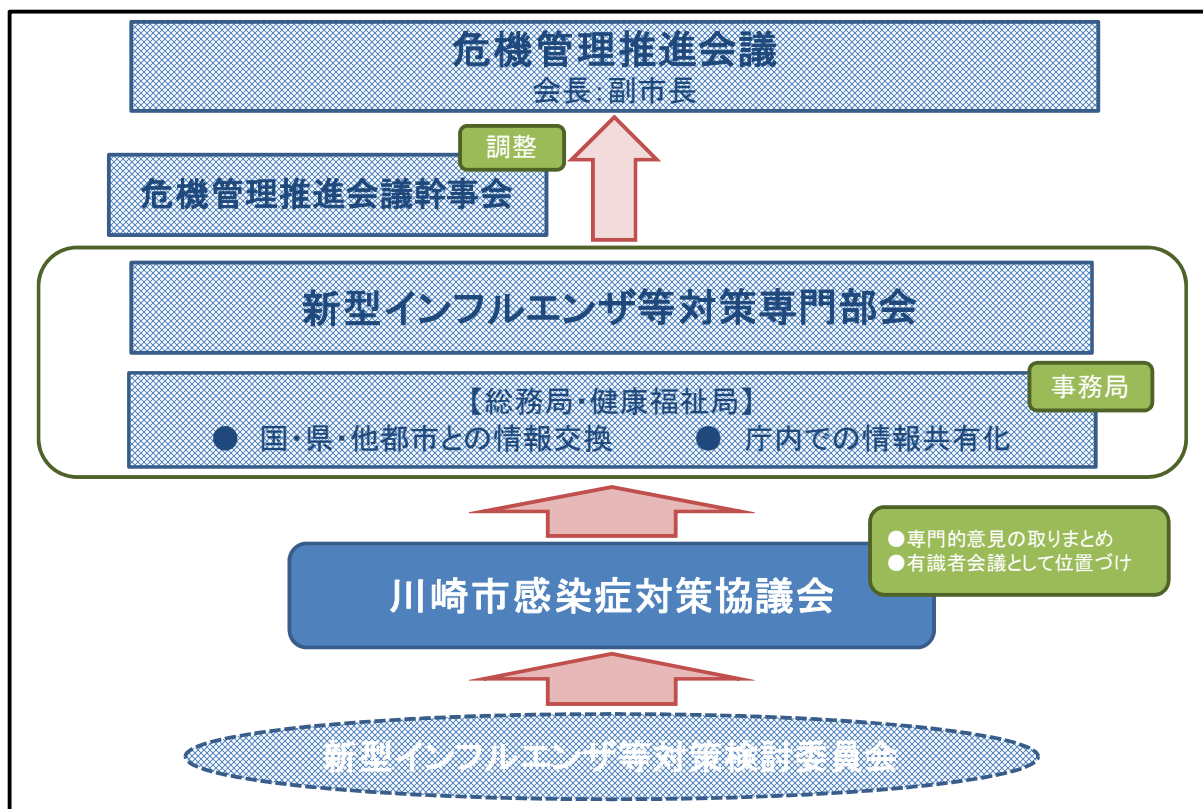 危機管理推進会議
会長:副市長
調整
危機管理推進会議幹事会
新型インフルエンザ等対策専門部会
事務局
【総務局・健康福祉局】
● 国・県・他都市との情報交換 ● 庁内での情報共有化
●専門的意見の取りまとめ
●有識者会議として位置づけ
川崎市感染症対策協議会
新型インフルエンザ等対策検討委員会